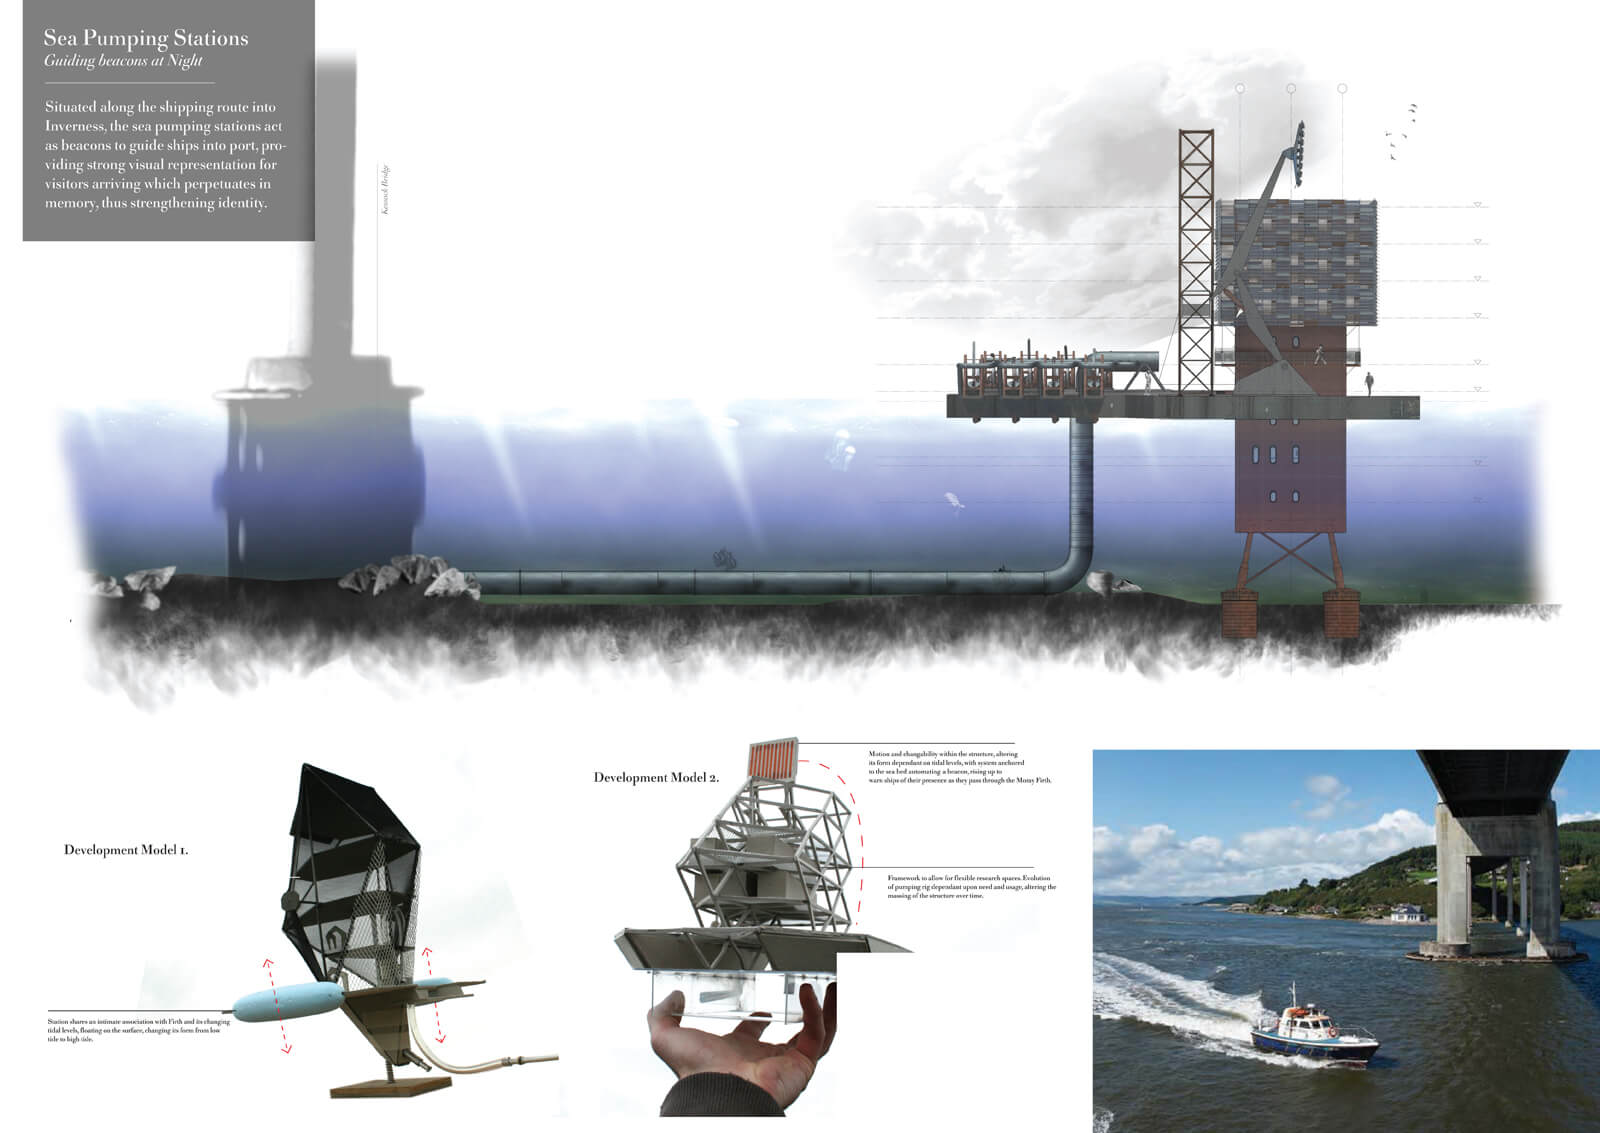 Sea Pumping Stations
Guiding beacons at Night
Situated along the shipping route into
Inverness, the sea pumping stations act
as beacons to guide ships into port, pro-
viding strong visual representation for
visitors arriving which perpetuates in
memory, thus strengthening identity.
Kessock Bridge
Development Model 1.
Station shares an intimate association with Firth and its changing
tidal levels, floating on the surface, changing its form from low
tide to high tide.
Development Model 2.
Motion and changability within the structure, altering
its form dependant on tidal levels, with system anchored
to the sea bed automating a beacon, rising up to
warn ships of their presence as they pass through the Moray Firth.
Framework to allow for flexible research spaces. Evolution
of pumping rig dependant upon need and usage, altering the
massing of the structure over time.